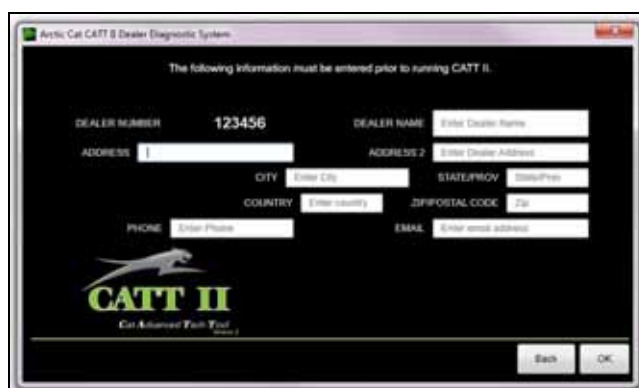 Arctic Cat CATT II Dealer Diagnostic System
The following information must be entered prior to running CATT II.
DEALER NUMBER 123456 DEALER NAME Enter Dealer Name
ADDRESS ADDRESS 2 Enter Dealer Address
CITY Enter City STATE/PROV State/Prov
COUNTRY Enter country ZIP/POSTAL CODE Zip
PHONE Enter Phone EMAIL Enter email address
CATT II
Cat Advanced Tech Tool
Back OK